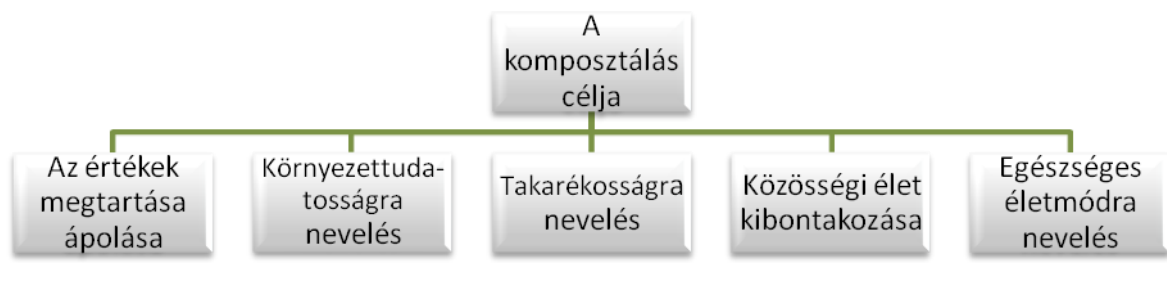 A
komposztálás
célja
Az értékek
megtartása
ápolása
Környezettuda-
tosságra
nevelés
Takarékosságra
nevelés
Közösségi élet
kibontakozása
Egészséges
életmódra
nevelés